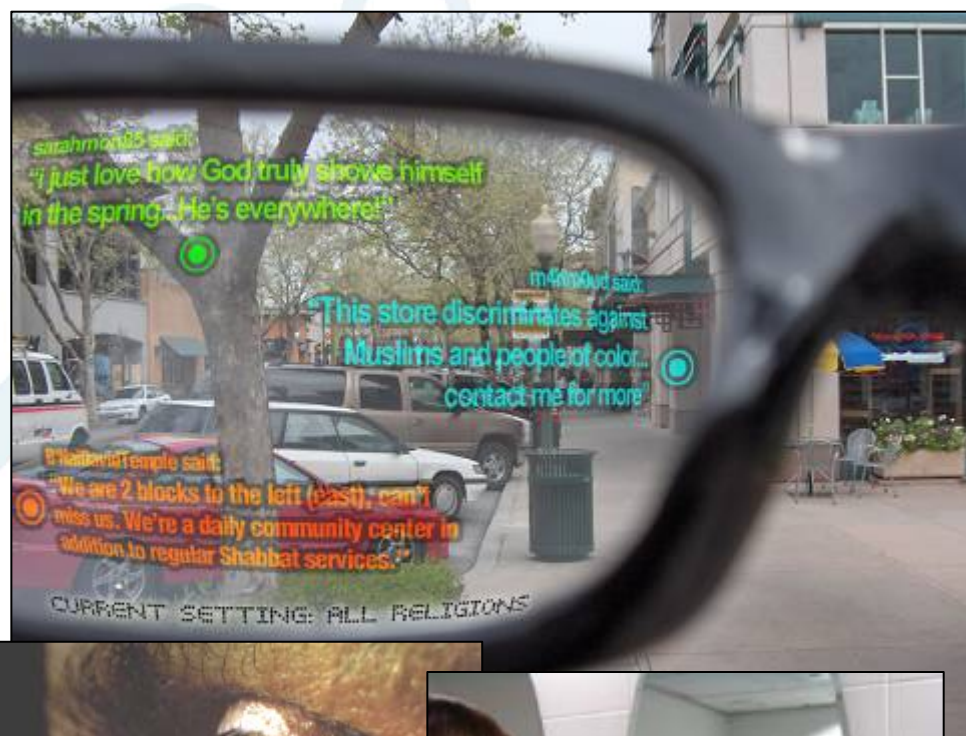 sarahmon85 said:
"i just love how God truly shows himself
in the spring...He's everywhere!"
said:
"This store discriminates against
Muslims and people of color...
contact me for more"
B'NaiDavidTemple said:
"We are 2 blocks to the left (east), can't
miss us. We're a daily community center in
addition to regular Shabbat services."
CURRENT SETTING: ALL RELIGIONS